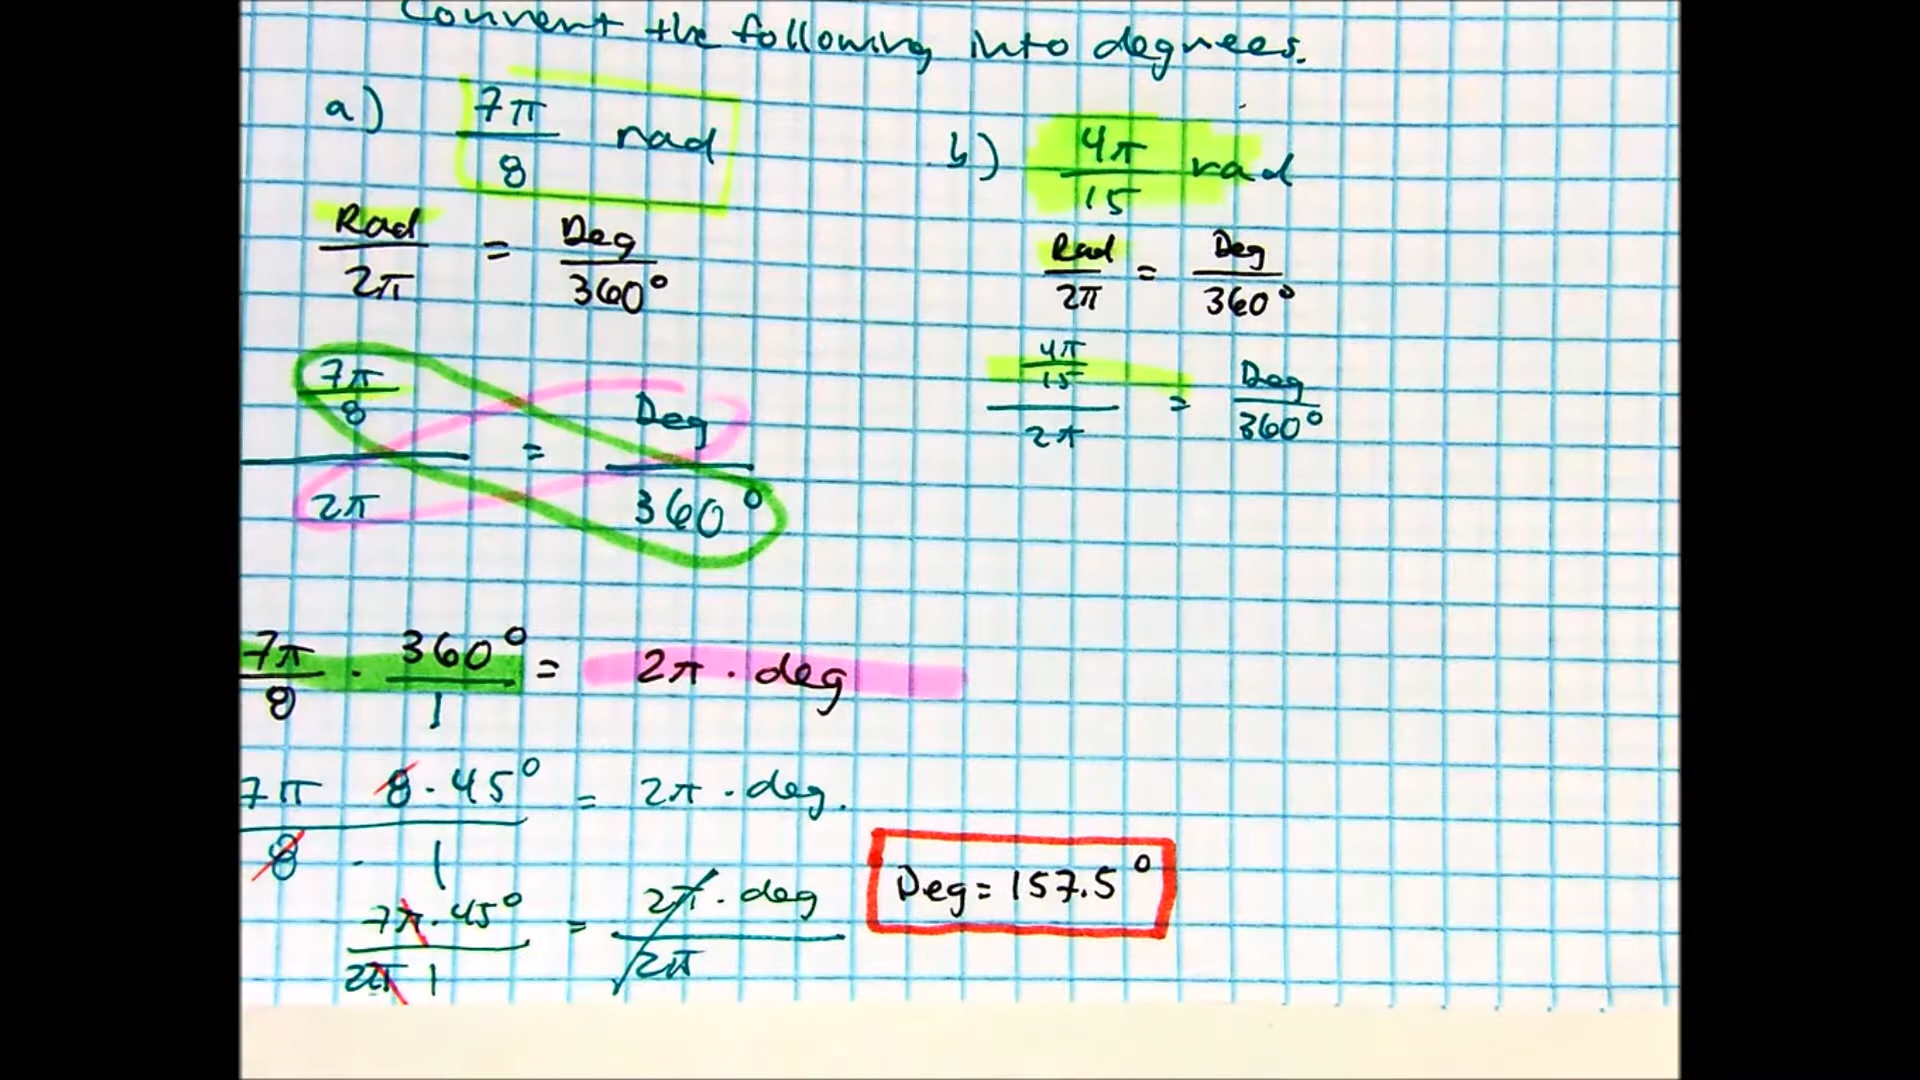 Convert the following into degrees.
a) 7π/8 rad
Rad/2π = Deg/360°
7π/8 / 2π = Deg/360°
7π/8 · 360°/1 = 2π · deg
7π 8 · 45° / 8 · 1 = 2π · deg.
7π · 45° / 2π 1 = 2π · deg / 2π
Deg = 157.5°
b) 4π/15 rad
Rad/2π = Deg/360°
4π/15 / 2π = Deg/360°